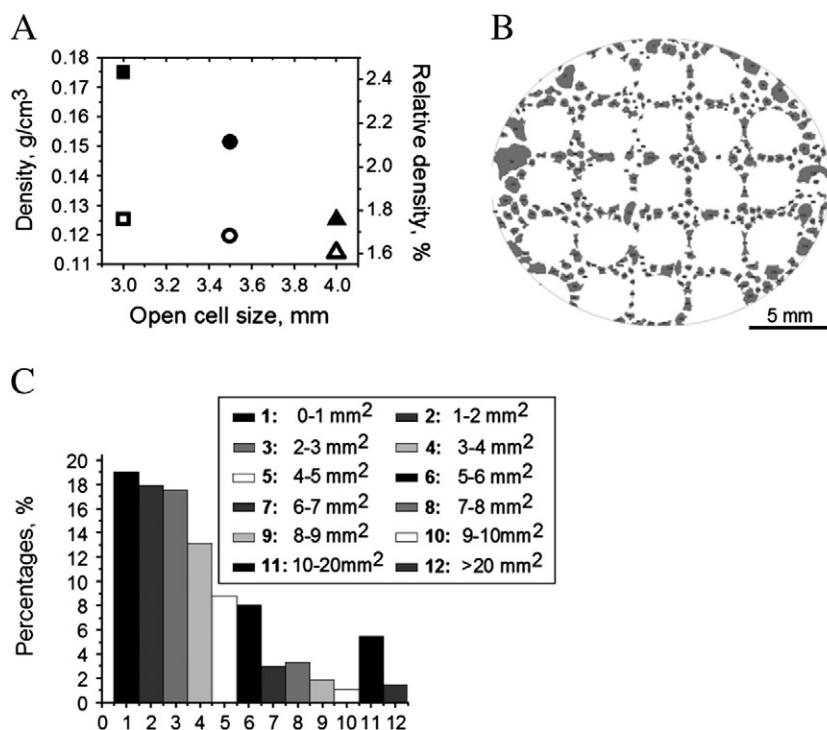 A
B
0.18
0.17
0.16
0.15
0.14
0.13
0.12
0.11
Density, g/cm3
2.4
2.2
2.0
1.8
1.6
Relative density, %
3.0 3.2 3.4 3.6 3.8 4.0
Open cell size, mm
5 mm
C
1: 0-1 mm²
2: 1-2 mm²
3: 2-3 mm²
4: 3-4 mm²
5: 4-5 mm²
6: 5-6 mm²
7: 6-7 mm²
8: 7-8 mm²
9: 8-9 mm²
10: 9-10mm²
11: 10-20mm²
12: >20 mm²
20
18
16
14
12
10
8
6
4
2
0
Percentages, %
0 1 2 3 4 5 6 7 8 9 10 11 12